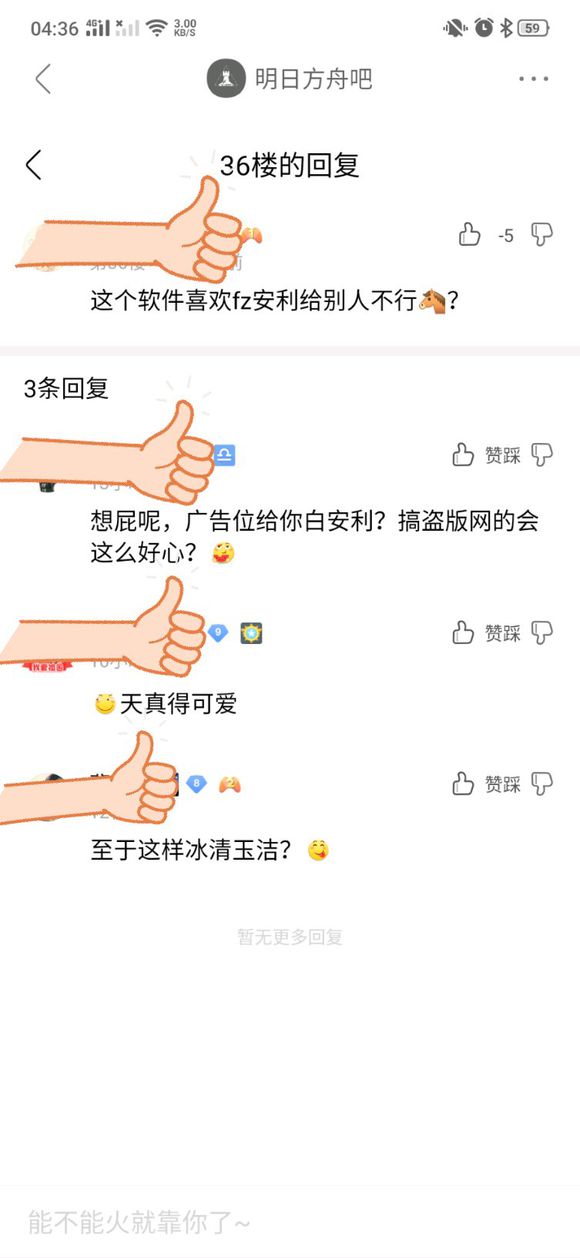 04:36 4G 3.00 KB/S 59
明日方舟吧
36楼的回复
-5
这个软件喜欢fz安利给别人不行🐴？
3条回复
赞踩
想屁呢，广告位给你白安利？搞盗版网的会
这么好心？
9
赞踩
天真得可爱
8 2
赞踩
至于这样冰清玉洁？
暂无更多回复
能不能火就靠你了~